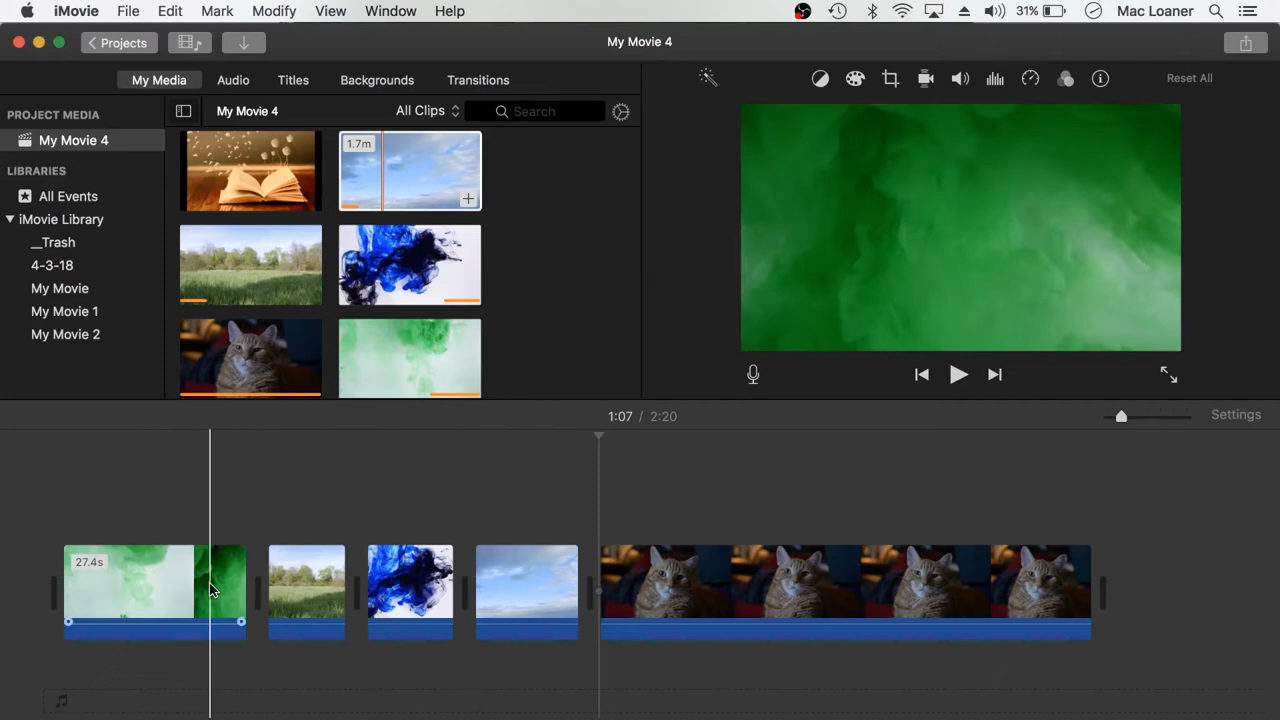 iMovie File Edit Mark Modify View Window Help 31% Mac Loaner
Projects My Movie 4
My Media Audio Titles Backgrounds Transitions Reset All
PROJECT MEDIA My Movie 4 All Clips Search
My Movie 4
LIBRARIES
All Events
iMovie Library
__Trash
4-3-18
My Movie
My Movie 1
My Movie 2
1.7m
1:07 / 2:20 Settings
27.4s